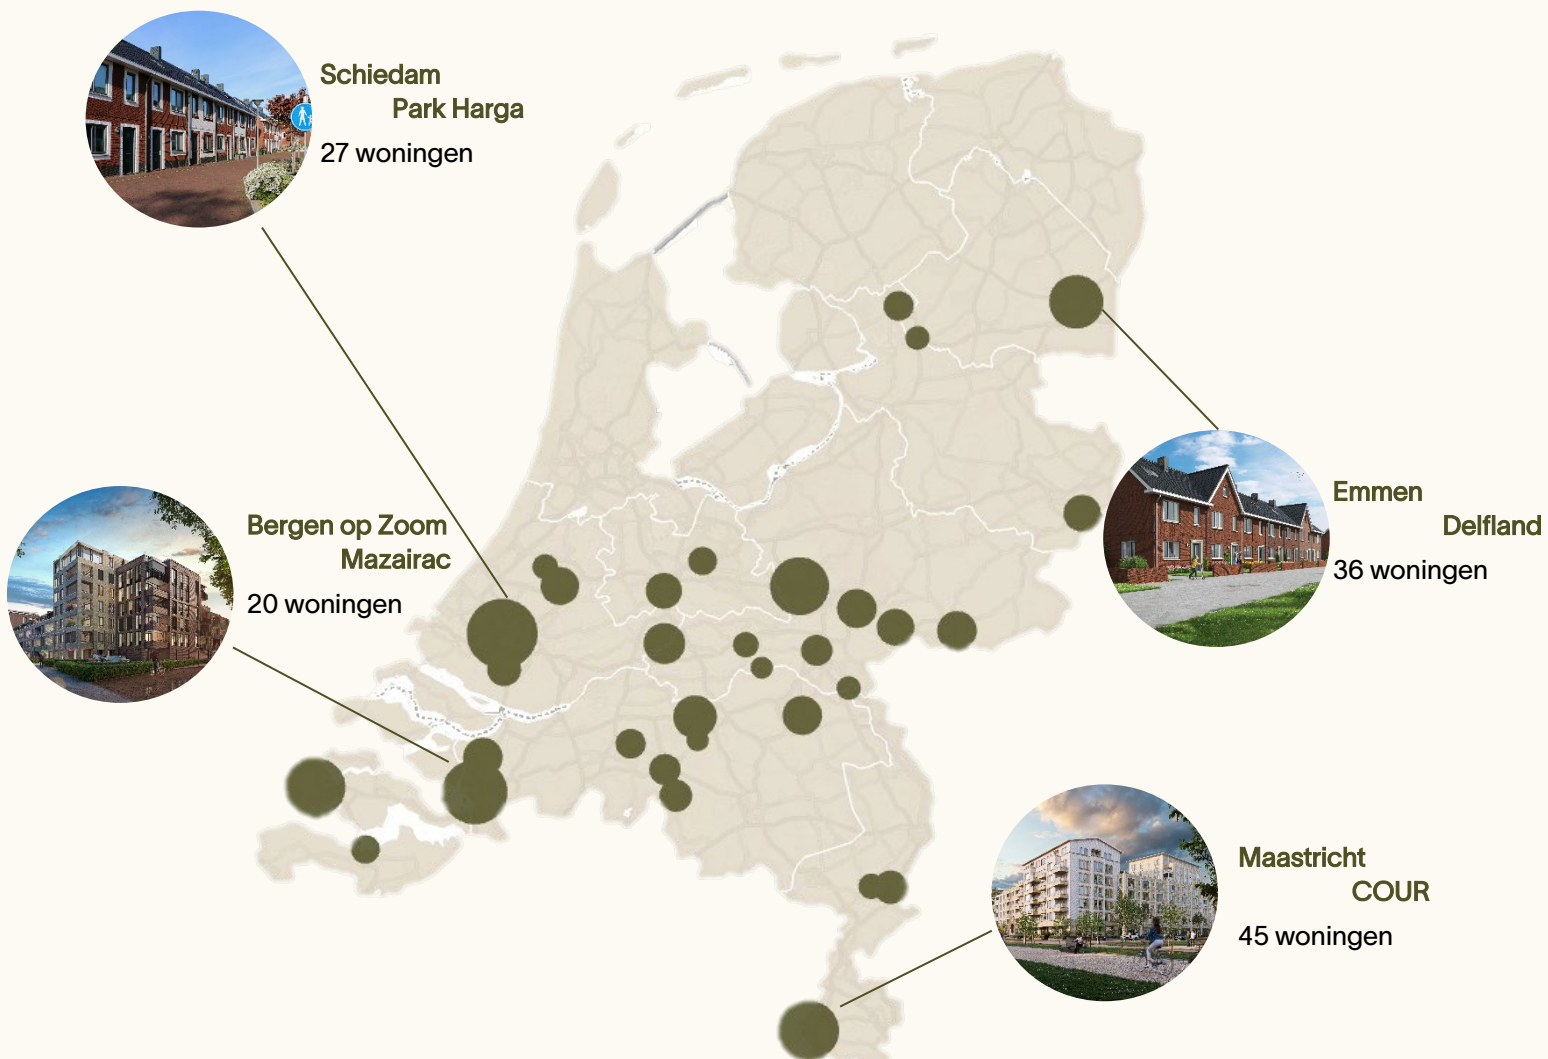 Schiedam
Park Harga
27 woningen
Bergen op Zoom
Mazairac
20 woningen
Emmen
Delfland
36 woningen
Maastricht
COUR
45 woningen